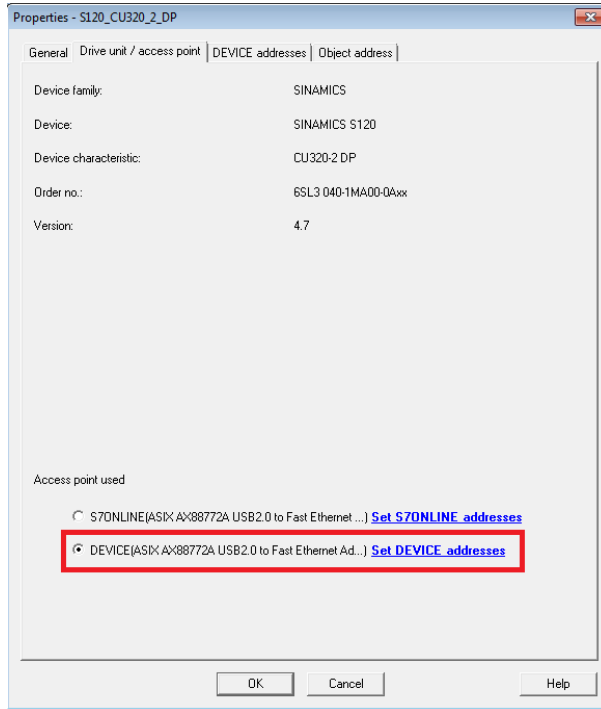 Properties - S120_CU320_2_DP
General Drive unit / access point DEVICE addresses Object address
Device family: SINAMICS
Device: SINAMICS S120
Device characteristic: CU320-2 DP
Order no.: 6SL3 040-1MA00-0Axx
Version: 4.7
Access point used
S7ONLINE(ASIX AX88772A USB2.0 to Fast Ethernet ...) Set S7ONLINE addresses
DEVICE(ASIX AX88772A USB2.0 to Fast Ethernet Ad...) Set DEVICE addresses
OK Cancel Help